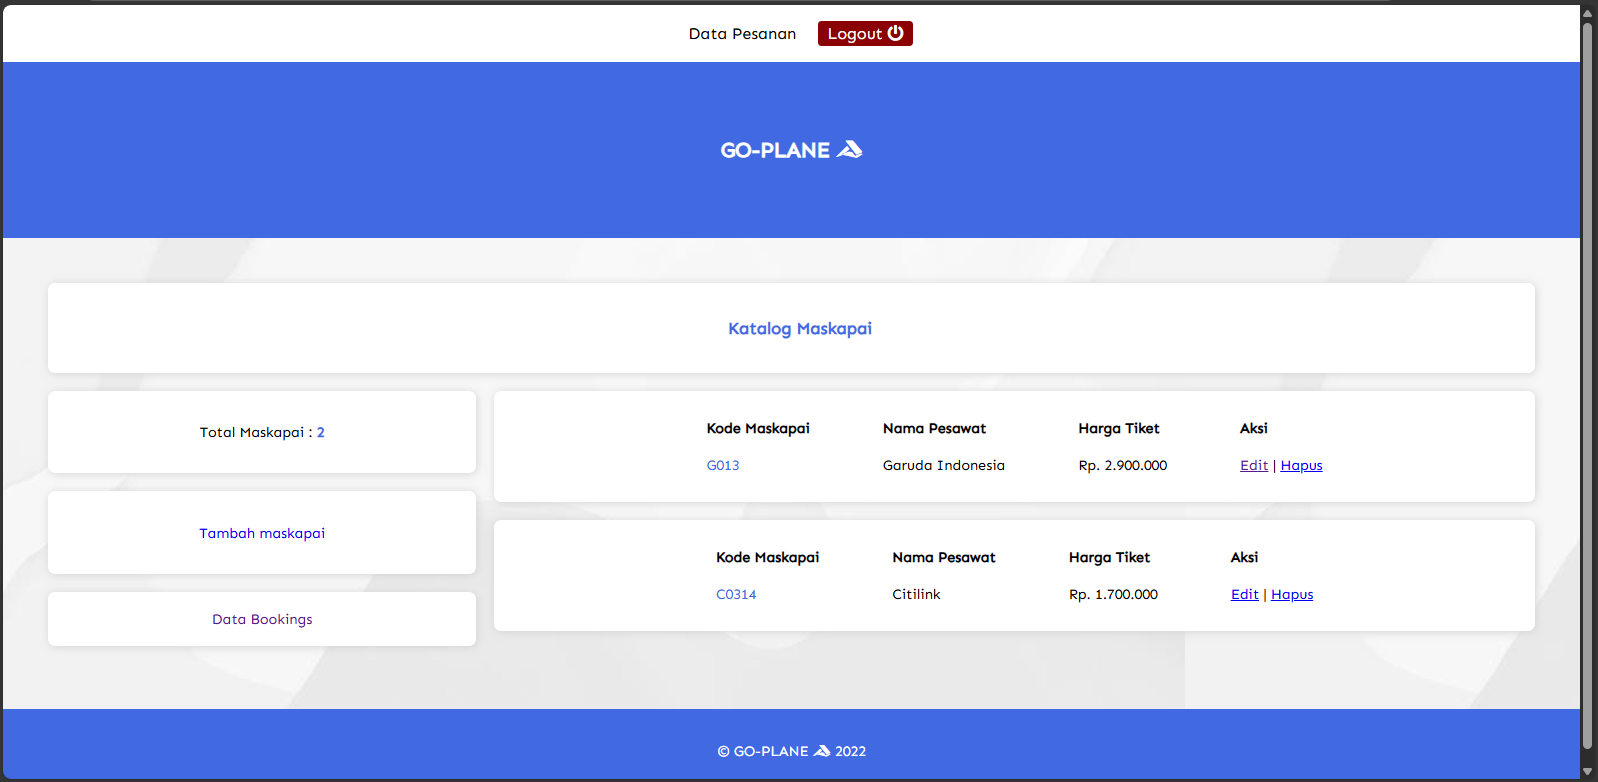 Data Pesanan Logout
GO-PLANE
Katalog Maskapai
Total Maskapai : 2
Tambah maskapai
Data Bookings
Kode Maskapai Nama Pesawat Harga Tiket Aksi
G013 Garuda Indonesia Rp. 2.900.000 Edit | Hapus
Kode Maskapai Nama Pesawat Harga Tiket Aksi
C0314 Citilink Rp. 1.700.000 Edit | Hapus
© GO-PLANE 2022